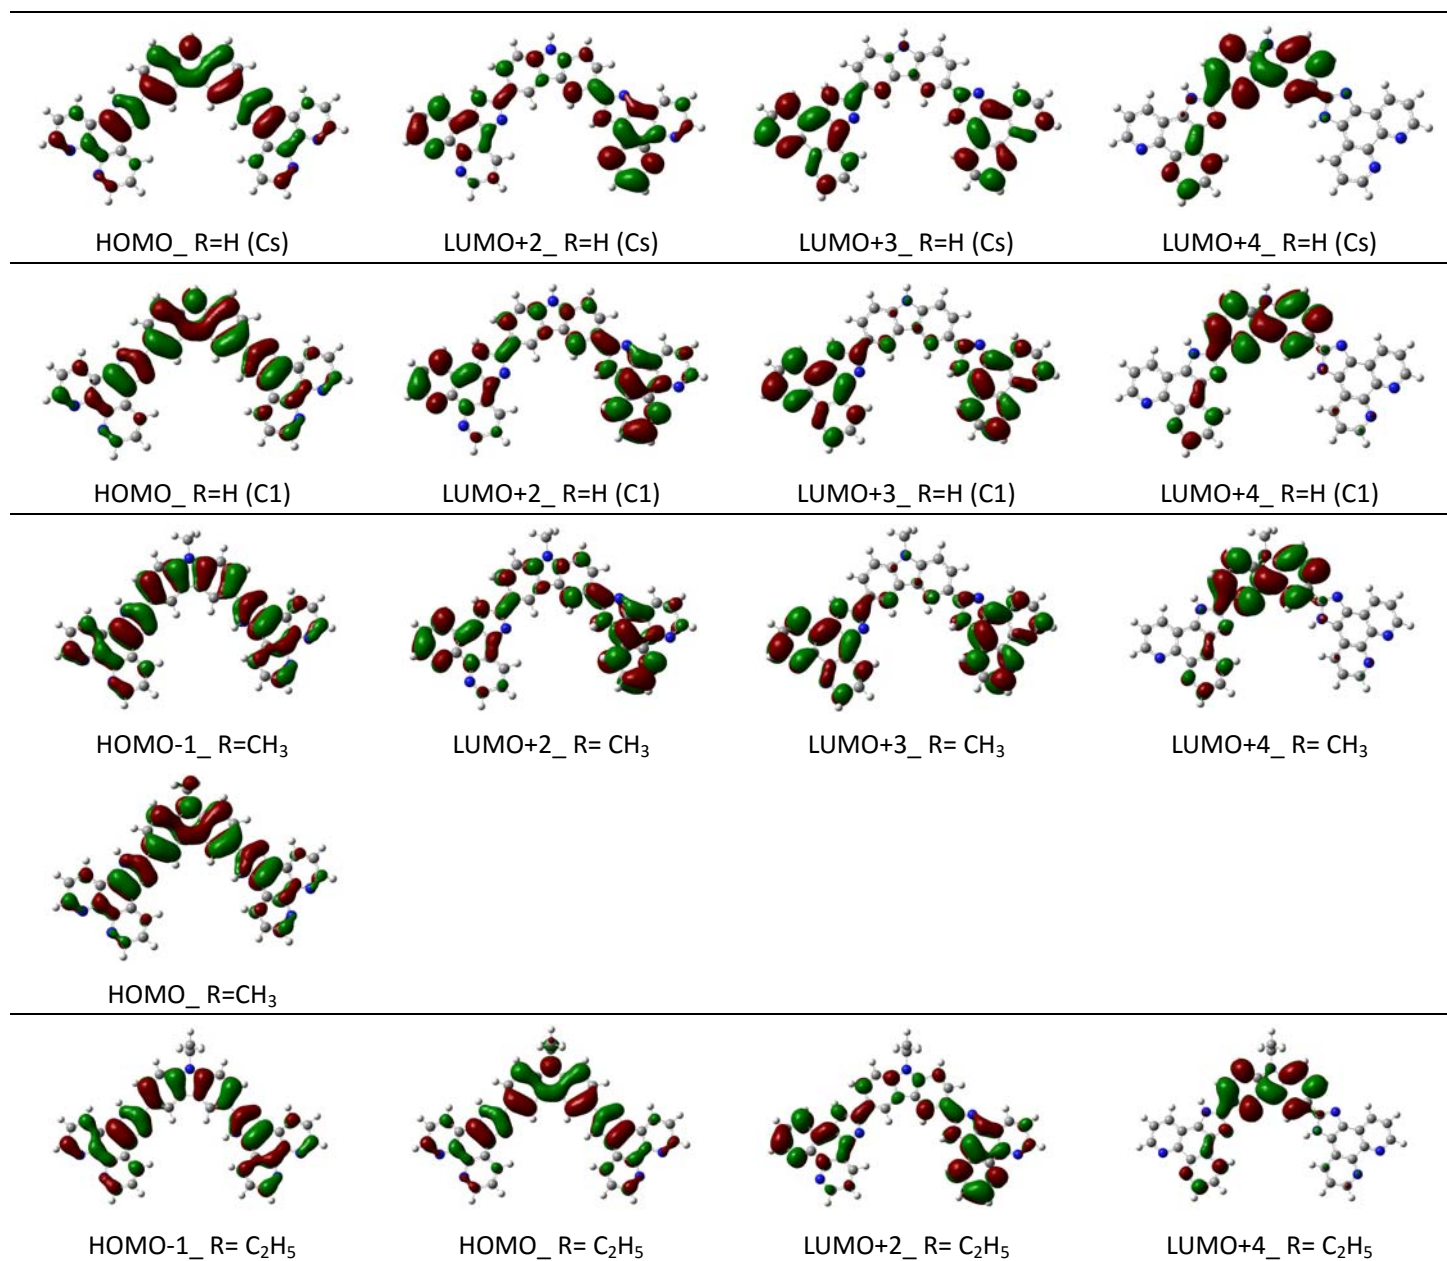 HOMO_ R=H (Cs) LUMO+2_ R=H (Cs) LUMO+3_ R=H (Cs) LUMO+4_ R=H (Cs)
HOMO_ R=H (C1) LUMO+2_ R=H (C1) LUMO+3_ R=H (C1) LUMO+4_ R=H (C1)
HOMO-1_ R=CH₃ LUMO+2_ R= CH₃ LUMO+3_ R= CH₃ LUMO+4_ R= CH₃
HOMO_ R=CH₃
HOMO-1_ R= C₂H₅ HOMO_ R= C₂H₅ LUMO+2_ R= C₂H₅ LUMO+4_ R= C₂H₅